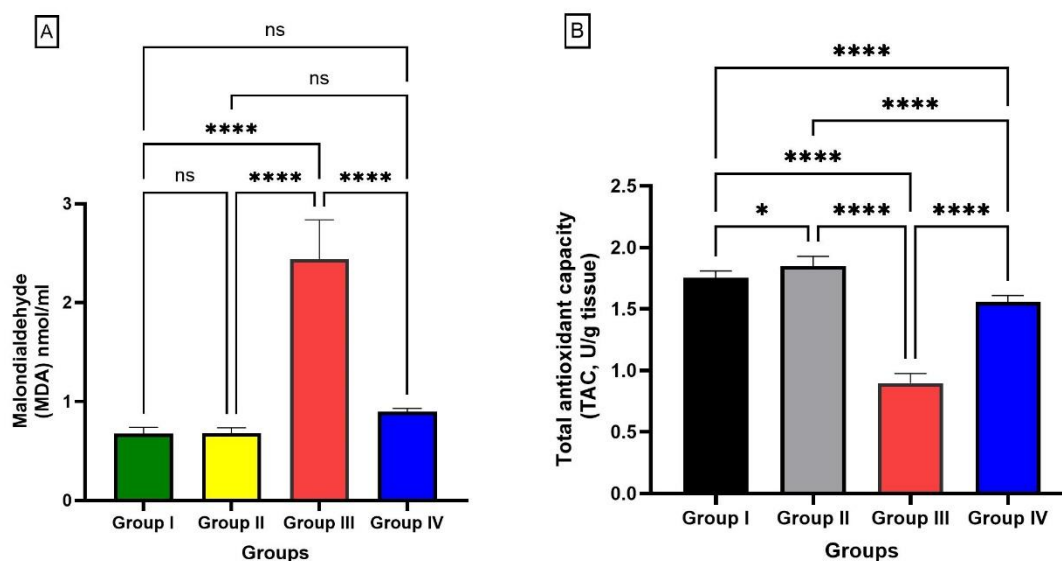 A
ns
ns
****
ns
****
****
3
2
1
0
Malondialdehyde
(MDA) nmol/ml
Group I
Group II
Group III
Group IV
Groups
B
****
****
****
*
****
****
2.5
2.0
1.5
1.0
0.5
0.0
Total antioxidant capacity
(TAC, U/g tissue)
Group I
Group II
Group III
Group IV
Groups